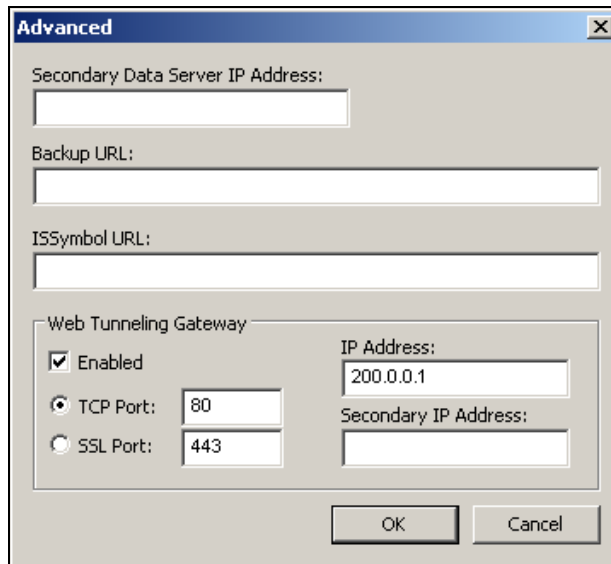 Advanced
Secondary Data Server IP Address:
Backup URL:
ISSymbol URL:
Web Tunneling Gateway
Enabled
IP Address:
200.0.0.1
TCP Port: 80
Secondary IP Address:
SSL Port: 443
OK Cancel